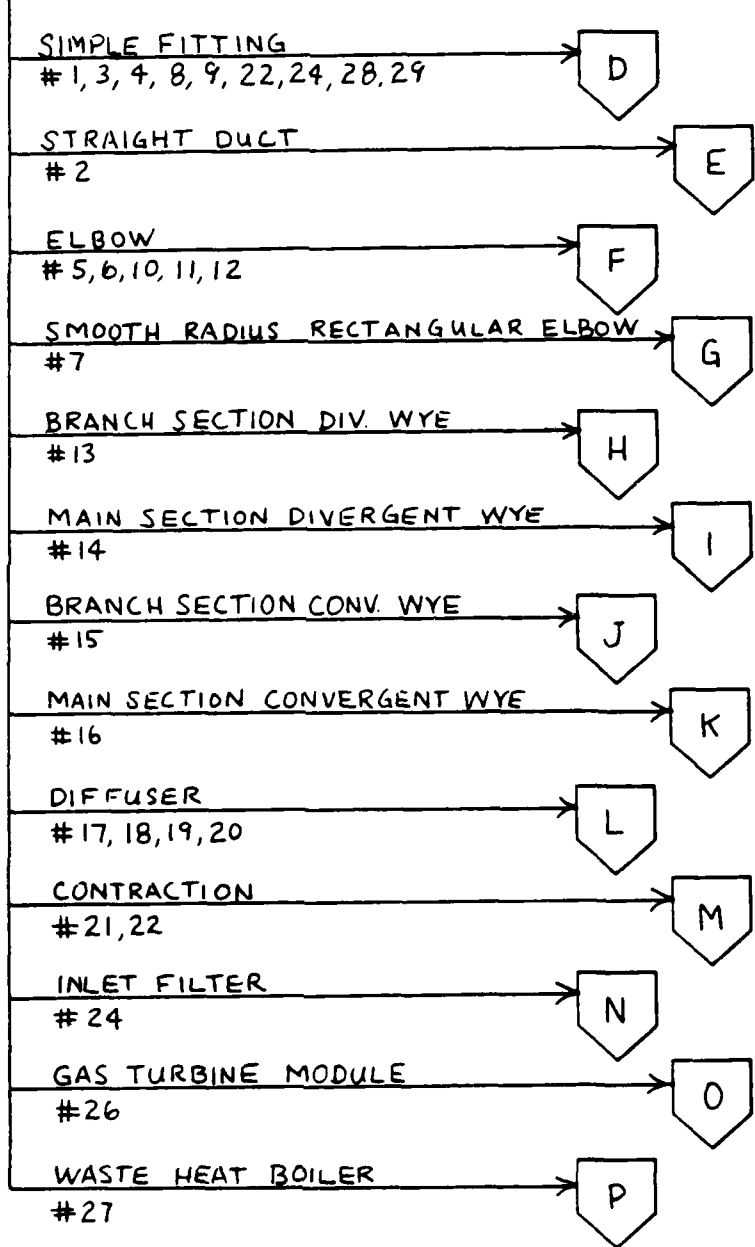 SIMPLE FITTING
# 1, 3, 4, 8, 9, 22, 24, 28, 29
D
STRAIGHT DUCT
# 2
E
ELBOW
# 5, 6, 10, 11, 12
F
SMOOTH RADIUS RECTANGULAR ELBOW
#7
G
BRANCH SECTION DIV. WYE
#13
H
MAIN SECTION DIVERGENT WYE
#14
I
BRANCH SECTION CONV. WYE
#15
J
MAIN SECTION CONVERGENT WYE
#16
K
DIFFUSER
# 17, 18, 19, 20
L
CONTRACTION
#21, 22
M
INLET FILTER
# 24
N
GAS TURBINE MODULE
#26
O
WASTE HEAT BOILER
#27
P